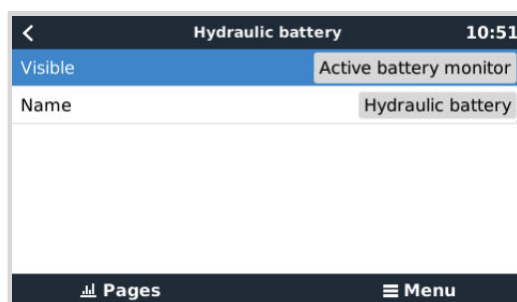 Hydraulic battery 10:51
Visible Active battery monitor
Name Hydraulic battery
Pages Menu